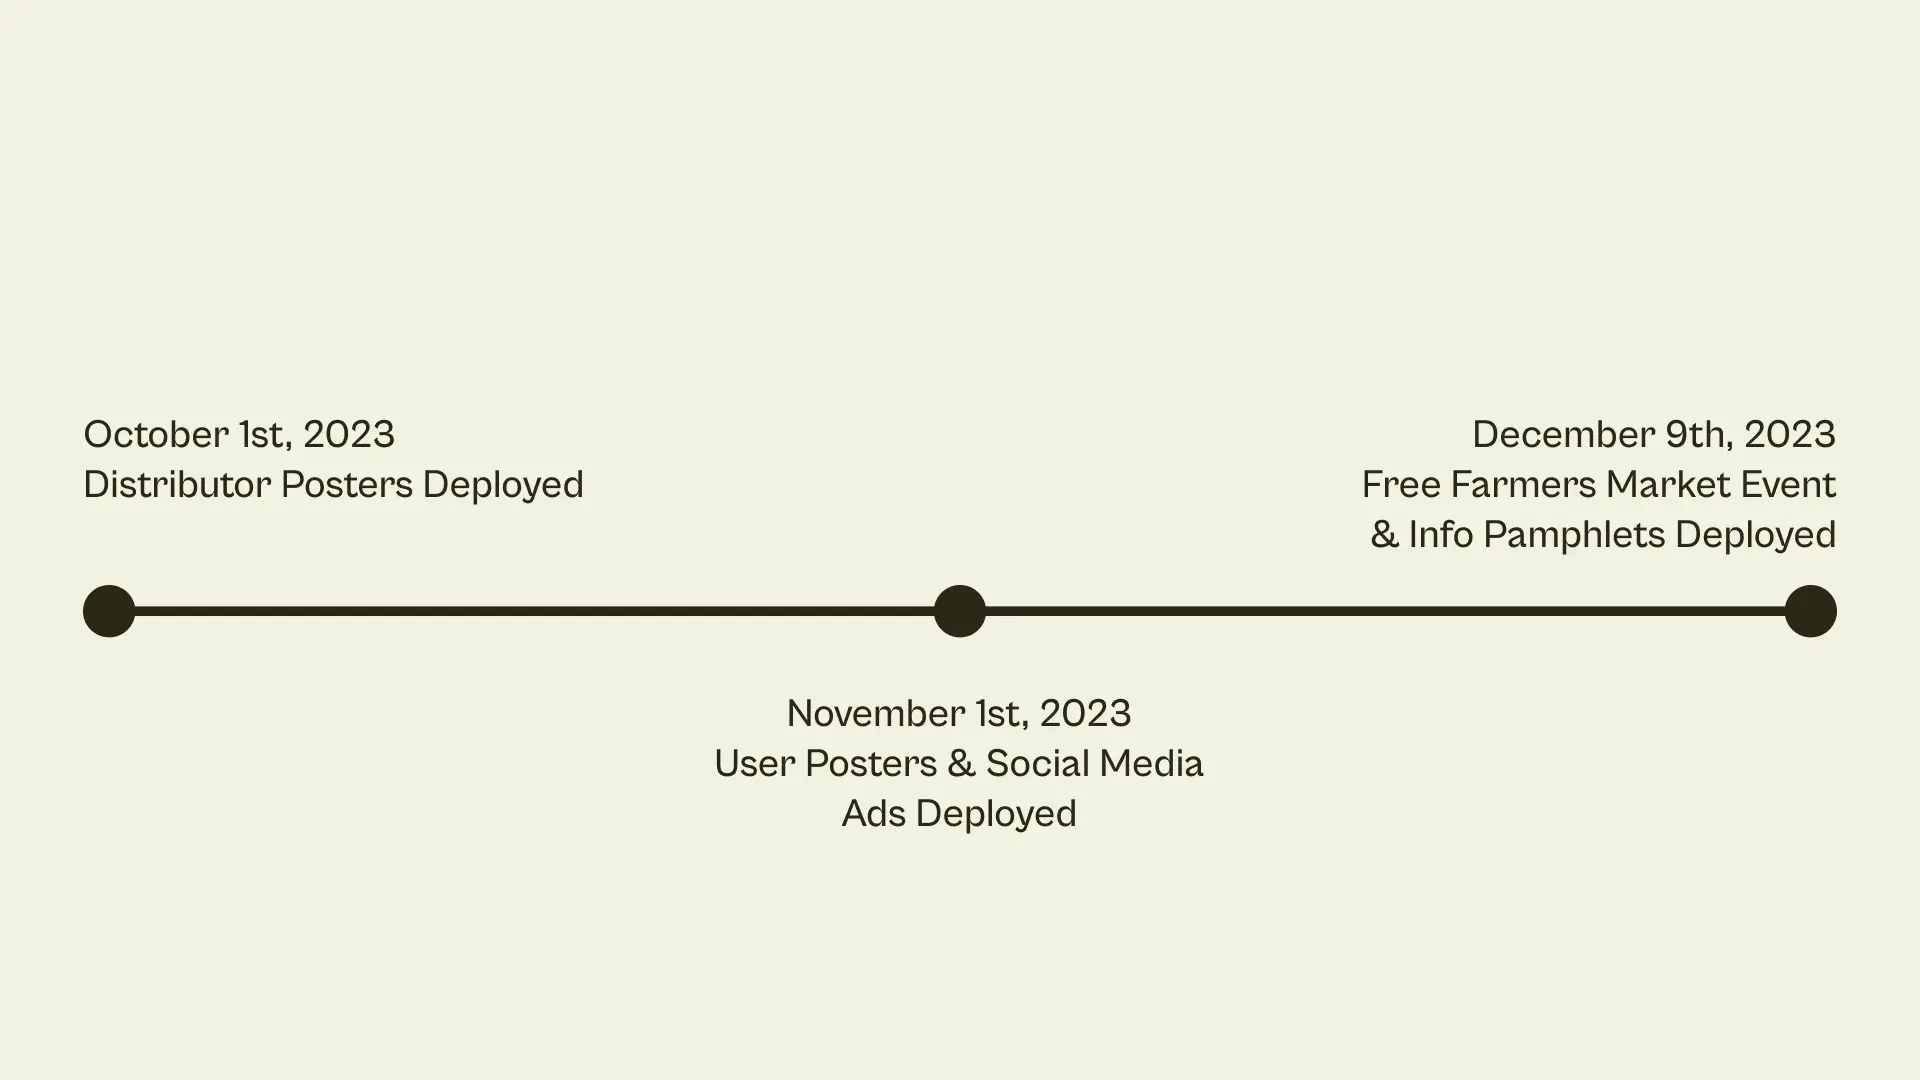 October 1st, 2023
Distributor Posters Deployed
November 1st, 2023
User Posters & Social Media
Ads Deployed
December 9th, 2023
Free Farmers Market Event
& Info Pamphlets Deployed